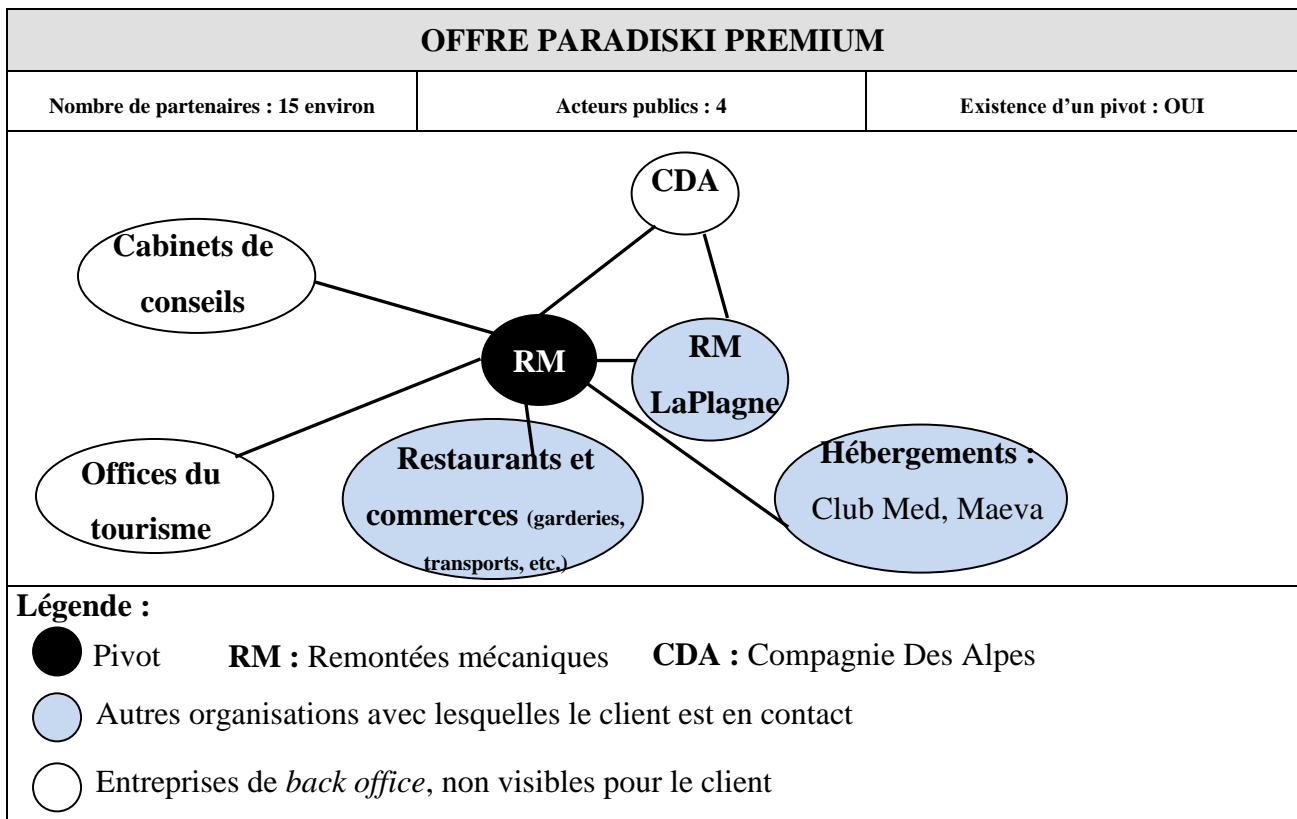 OFFRE PARADISKI PREMIUM
Nombre de partenaires : 15 environ
Acteurs publics : 4
Existence d'un pivot : OUI
CDA
Cabinets de
conseils
RM
RM
LaPlagne
Offices du
tourisme
Restaurants et
commerces (garderies,
transports, etc.)
Hébergements :
Club Med, Maeva
Légende :
Pivot
RM : Remontées mécaniques
CDA : Compagnie Des Alpes
Autres organisations avec lesquelles le client est en contact
Entreprises de back office, non visibles pour le client